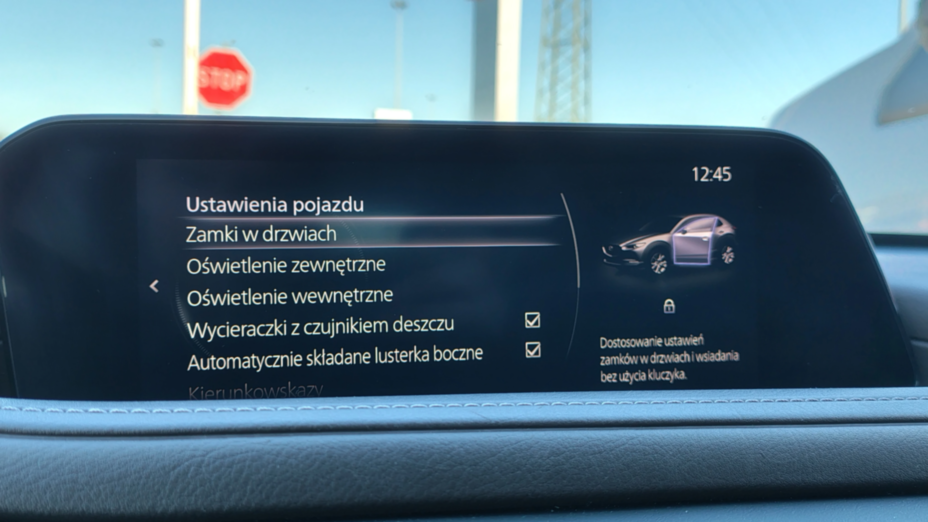 STOP
12:45
Ustawienia pojazdu
Zamki w drzwiach
Oświetlenie zewnętrzne
Oświetlenie wewnętrzne
Wycieraczki z czujnikiem deszczu
Automatycznie składane lusterka boczne
Kierunkowskazy
Dostosowanie ustawień
zamków w drzwiach i wsiadania
bez użycia kluczyka.